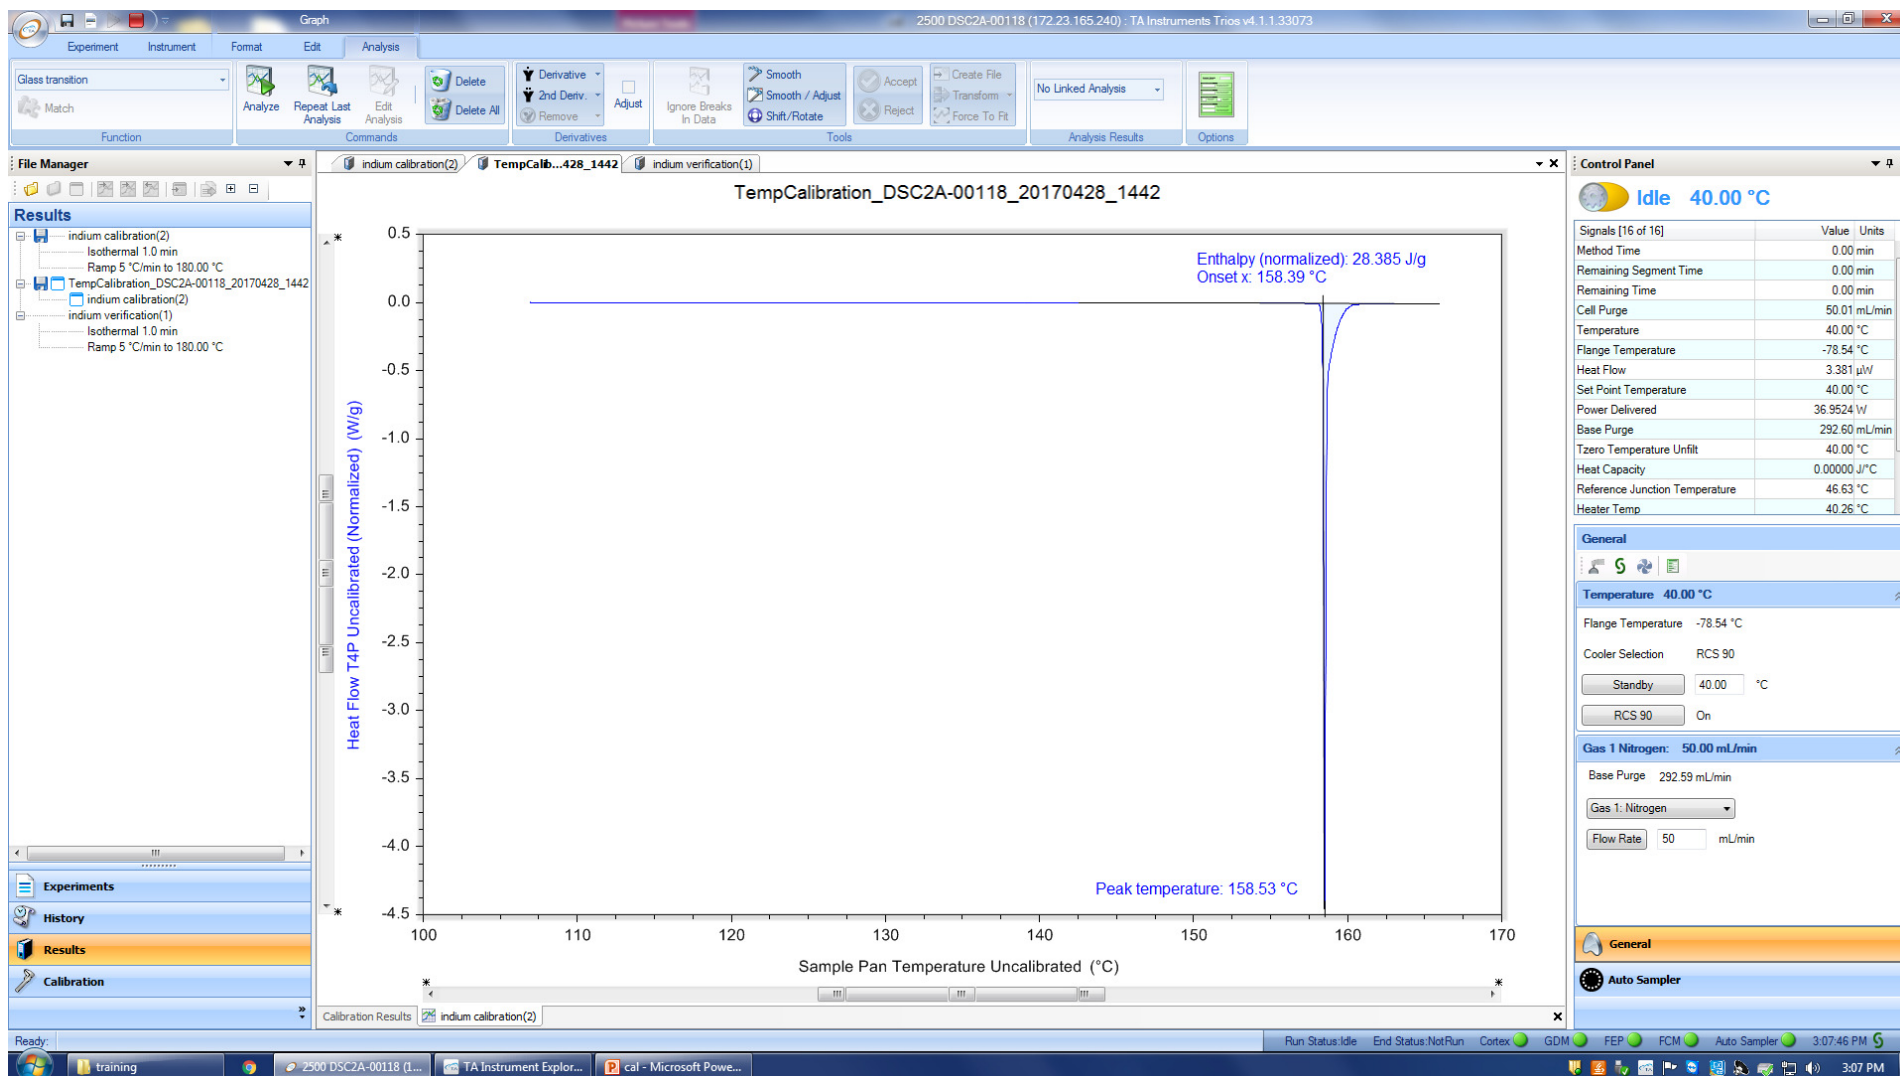 Graph
2500 DSC2A-00118 (172.23.165.240) : TA Instruments Trios v4.1.1.33073
Experiment Instrument Format Edit Analysis
Glass transition
Match
Function
Analyze
Repeat Last Analysis
Edit Analysis
Delete
Delete All
Commands
Derivative
2nd Deriv.
Remove
Adjust
Derivatives
Ignore Breaks In Data
Smooth
Smooth / Adjust
Shift/Rotate
Accept
Reject
Create File
Transform
Force To Fit
Tools
No Linked Analysis
Analysis Results
Options
File Manager
Results
indium calibration(2)
Isothermal 1.0 min
Ramp 5 °C/min to 180.00 °C
TempCalibration_DSC2A-00118_20170428_1442
indium calibration(2)
indium verification(1)
Isothermal 1.0 min
Ramp 5 °C/min to 180.00 °C
Experiments
History
Results
Calibration
indium calibration(2) TempCalib...428_1442 indium verification(1)
TempCalibration_DSC2A-00118_20170428_1442
Enthalpy (normalized): 28.385 J/g
Onset x: 158.39 °C
Peak temperature: 158.53 °C
Heat Flow T4P Uncalibrated (Normalized) (W/g)
0.5
0.0
-0.5
-1.0
-1.5
-2.0
-2.5
-3.0
-3.5
-4.0
-4.5
100 110 120 130 140 150 160 170
Sample Pan Temperature Uncalibrated (°C)
Calibration Results indium calibration(2)
Control Panel
Idle 40.00 °C
Signals [16 of 16] Value Units
Method Time 0.00 min
Remaining Segment Time 0.00 min
Remaining Time 0.00 min
Cell Purge 50.01 mL/min
Temperature 40.00 °C
Flange Temperature -78.54 °C
Heat Flow 3.381 µW
Set Point Temperature 40.00 °C
Power Delivered 36.9524 W
Base Purge 292.60 mL/min
Tzero Temperature Unfilt 40.00 °C
Heat Capacity 0.00000 J/°C
Reference Junction Temperature 46.63 °C
Heater Temp 40.26 °C
General
Temperature 40.00 °C
Flange Temperature -78.54 °C
Cooler Selection RCS 90
Standby 40.00 °C
RCS 90 On
Gas 1 Nitrogen: 50.00 mL/min
Base Purge 292.59 mL/min
Gas 1: Nitrogen
Flow Rate 50 mL/min
General
Auto Sampler
Ready:
Run Status:Idle End Status:NotRun Cortex GDM FEP FCM Auto Sampler 3:07:46 PM
training
2500 DSC2A-00118 (1...
TA Instrument Explor...
cal - Microsoft Powe...
3:07 PM